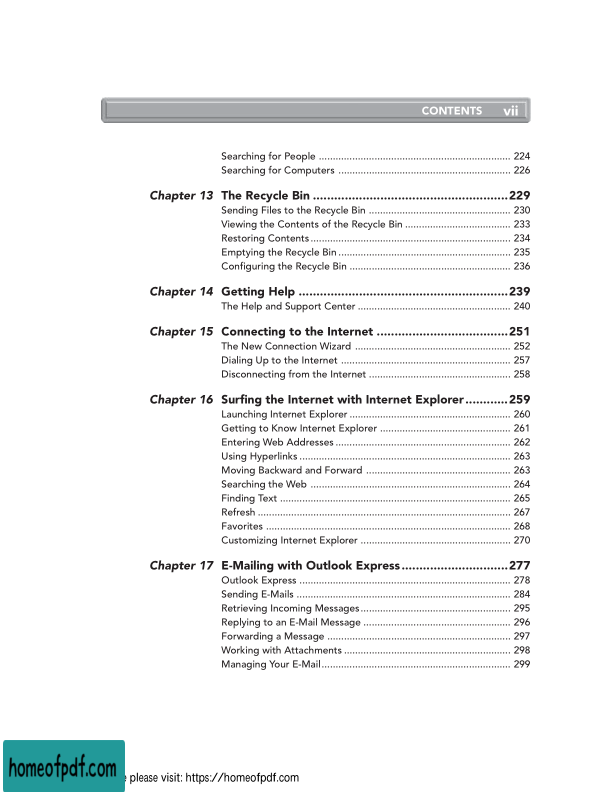 CONTENTS vii
Searching for People ..................................................................... 224
Searching for Computers .............................................................. 226
Chapter 13 The Recycle Bin .......................................................229
Sending Files to the Recycle Bin ................................................... 230
Viewing the Contents of the Recycle Bin ...................................... 233
Restoring Contents........................................................................ 234
Emptying the Recycle Bin.............................................................. 235
Configuring the Recycle Bin .......................................................... 236
Chapter 14 Getting Help ...........................................................239
The Help and Support Center ....................................................... 240
Chapter 15 Connecting to the Internet .....................................251
The New Connection Wizard ........................................................ 252
Dialing Up to the Internet ............................................................. 257
Disconnecting from the Internet ................................................... 258
Chapter 16 Surfing the Internet with Internet Explorer............259
Launching Internet Explorer .......................................................... 260
Getting to Know Internet Explorer ............................................... 261
Entering Web Addresses............................................................... 262
Using Hyperlinks............................................................................ 263
Moving Backward and Forward .................................................... 263
Searching the Web ........................................................................ 264
Finding Text ................................................................................... 265
Refresh ........................................................................................... 267
Favorites ........................................................................................ 268
Customizing Internet Explorer ...................................................... 270
Chapter 17 E-Mailing with Outlook Express..............................277
Outlook Express ............................................................................ 278
Sending E-Mails ............................................................................. 284
Retrieving Incoming Messages...................................................... 295
Replying to an E-Mail Message ..................................................... 296
Forwarding a Message .................................................................. 297
Working with Attachments ............................................................ 298
Managing Your E-Mail.................................................................... 299
homeofpdf.com
please visit: https://homeofpdf.com